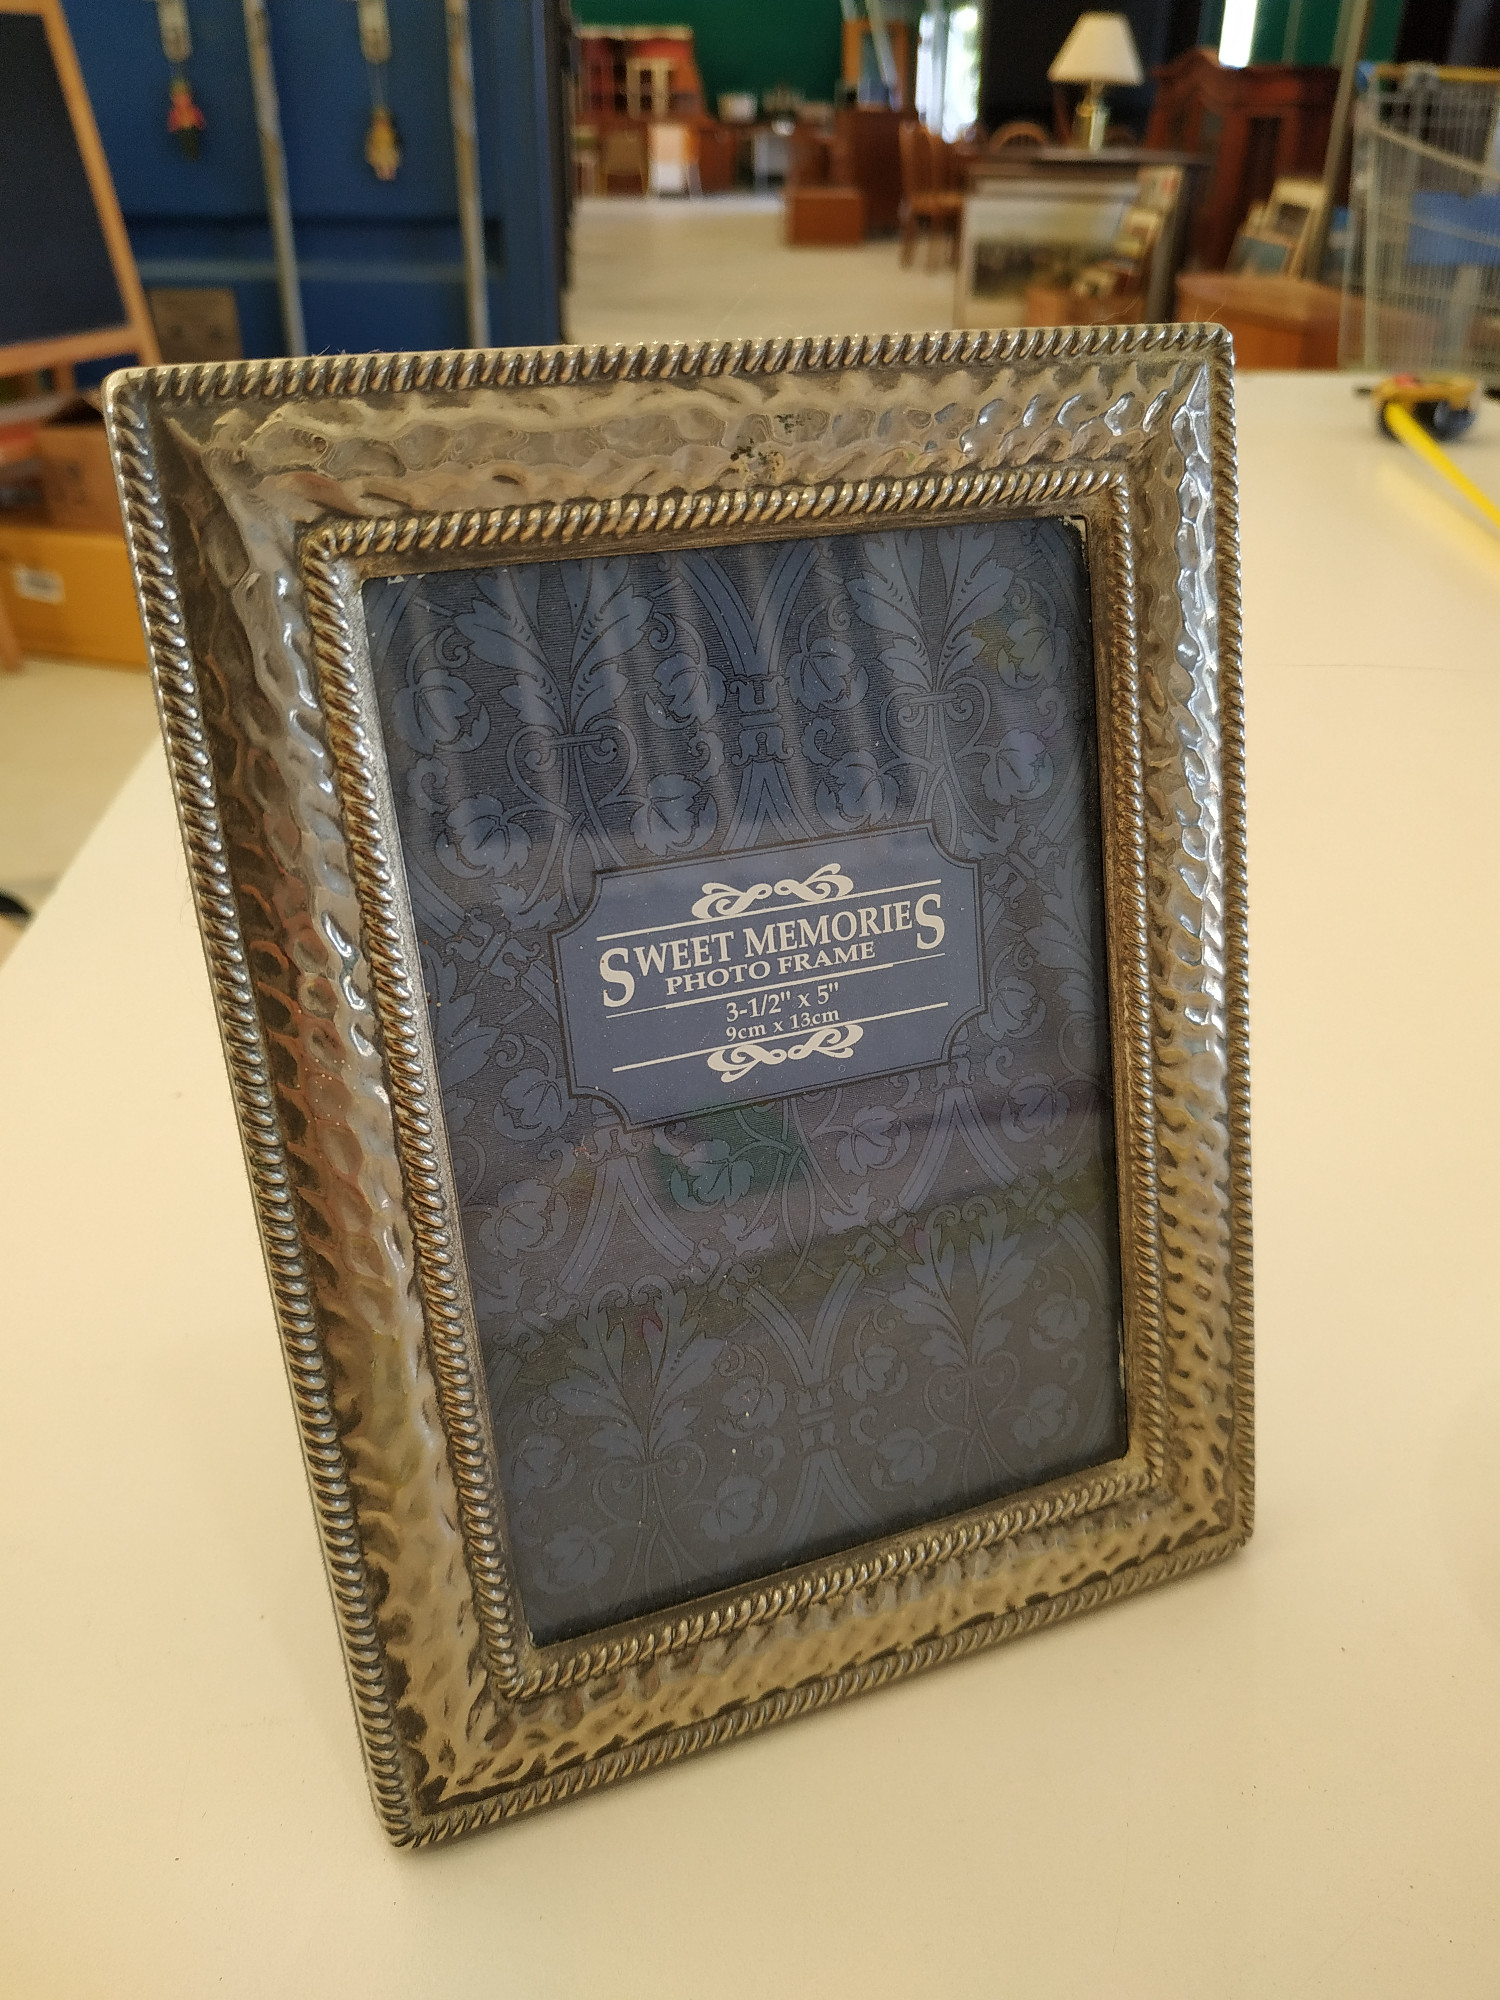 SWEET MEMORIES
PHOTO FRAME
3-1/2" x 5"
9cm x 13cm